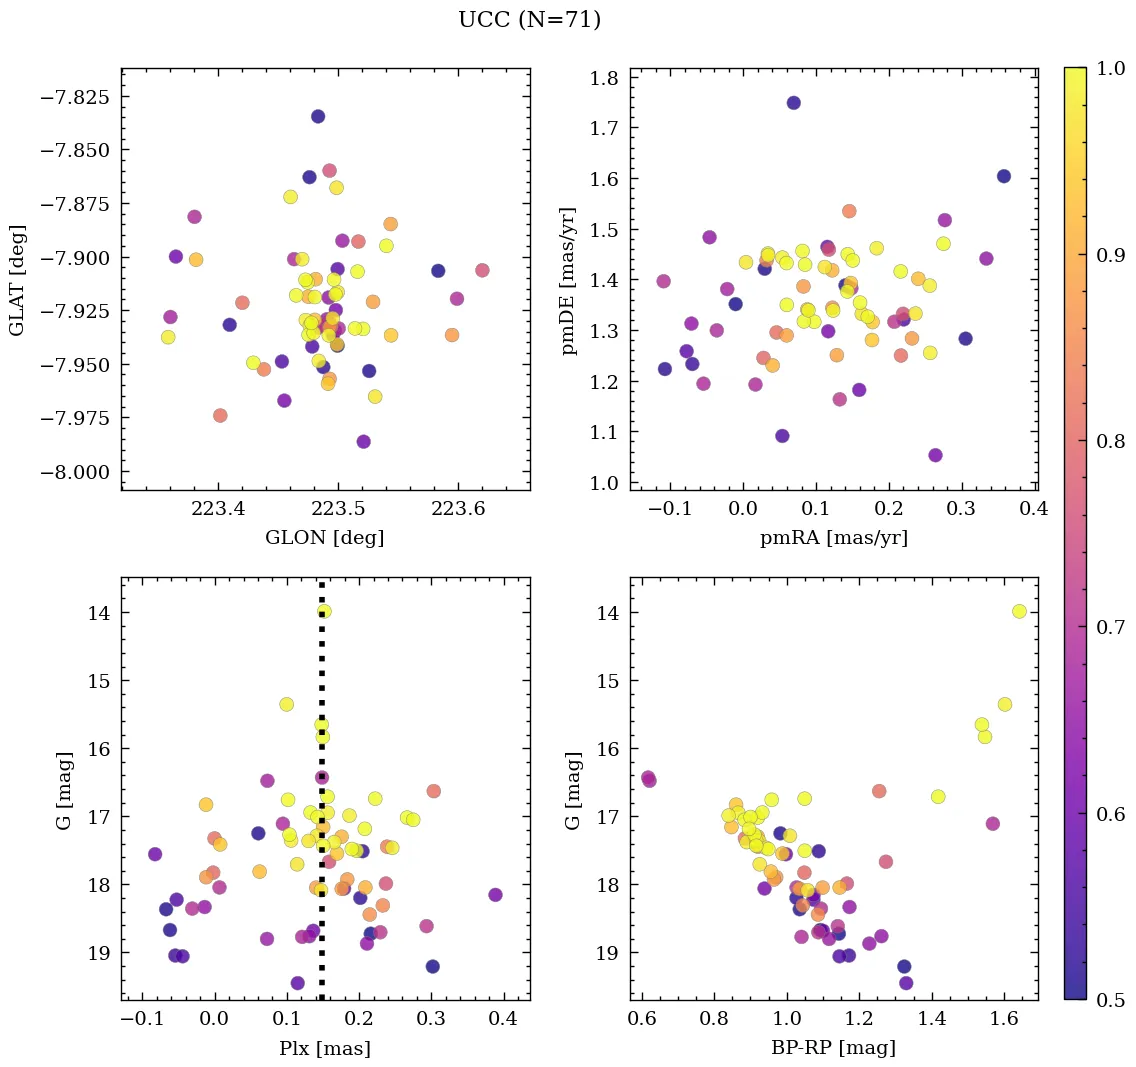 UCC (N=71)
−7.825
−7.850
−7.875
−7.900
−7.925
−7.950
−7.975
−8.000
GLAT [deg]
223.4 223.5 223.6
GLON [deg]
1.8
1.7
1.6
1.5
1.4
1.3
1.2
1.1
1.0
pmDE [mas/yr]
−0.1 0.0 0.1 0.2 0.3 0.4
pmRA [mas/yr]
14
15
16
17
18
19
G [mag]
−0.1 0.0 0.1 0.2 0.3 0.4
Plx [mas]
14
15
16
17
18
19
G [mag]
0.6 0.8 1.0 1.2 1.4 1.6
BP-RP [mag]
1.0
0.9
0.8
0.7
0.6
0.5